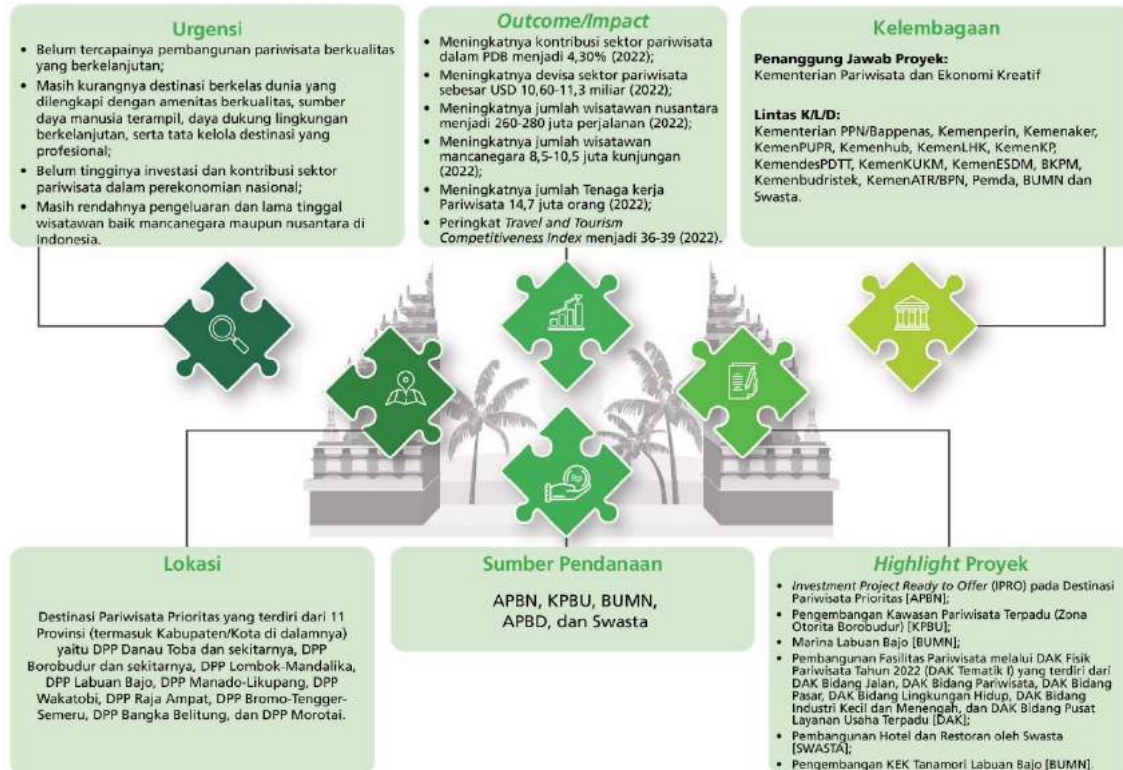 Urgensi
• Belum tercapainya pembangunan pariwisata berkualitas
yang berkelanjutan;
• Masih kurangnya destinasi berkelas dunia yang
dilengkapi dengan amenitas berkualitas, sumber
daya manusia terampil, daya dukung lingkungan
berkelanjutan, serta tata kelola destinasi yang
profesional;
• Belum tingginya investasi dan kontribusi sektor
pariwisata dalam perekonomian nasional;
• Masih rendahnya pengeluaran dan lama tinggal
wisatawan baik mancanegara maupun nusantara di
Indonesia.
Outcome/Impact
• Meningkatnya kontribusi sektor pariwisata
dalam PDB menjadi 4,30% (2022);
• Meningkatnya devisa sektor pariwisata
sebesar USD 10,60-11,3 miliar (2022);
• Meningkatnya jumlah wisatawan nusantara
menjadi 260-280 juta perjalanan (2022);
• Meningkatnya jumlah wisatawan
mancanegara 8,5-10,5 juta kunjungan
(2022);
• Meningkatnya jumlah Tenaga kerja
Pariwisata 14,7 juta orang (2022);
• Peringkat Travel and Tourism
Competitiveness Index menjadi 36-39 (2022).
Kelembagaan
Penanggung Jawab Proyek:
Kementerian Pariwisata dan Ekonomi Kreatif
Lintas K/L/D:
Kementerian PPN/Bappenas, Kemenperin, Kemenaker,
KemenPUPR, Kemenhub, KemenLHK, KemenKP,
KemendesPDTT, KemenKUKM, KemenESDM, BKPM,
Kemenbudristek, KemenATR/BPN, Pemda, BUMN dan
Swasta.
Rp
Lokasi
Destinasi Pariwisata Prioritas yang terdiri dari 11
Provinsi (termasuk Kabupaten/Kota di dalamnya)
yaitu DPP Danau Toba dan sekitarnya, DPP
Borobudur dan sekitarnya, DPP Lombok-Mandalika,
DPP Labuan Bajo, DPP Manado-Likupang, DPP
Wakatobi, DPP Raja Ampat, DPP Bromo-Tengger-
Semeru, DPP Bangka Belitung, dan DPP Morotai.
Sumber Pendanaan
APBN, KPBU, BUMN,
APBD, dan Swasta
Highlight Proyek
• Investment Project Ready to Offer (IPRO) pada Destinasi
Pariwisata Prioritas [APBN];
• Pengembangan Kawasan Pariwisata Terpadu (Zona
Otorita Borobudur) [KPBU];
• Marina Labuan Bajo [BUMN];
• Pembangunan Fasilitas Pariwisata melalui DAK Fisik
Pariwisata Tahun 2022 (DAK Tematik I) yang terdiri dari
DAK Bidang Jalan, DAK Bidang Pariwisata, DAK Bidang
Pasar, DAK Bidang Lingkungan Hidup, DAK Bidang
Industri Kecil dan Menengah, dan DAK Bidang Pusat
Layanan Usaha Terpadu [DAK];
• Pembangunan Hotel dan Restoran oleh Swasta
[SWASTA];
• Pengembangan KEK Tanamori Labuan Bajo [BUMN].